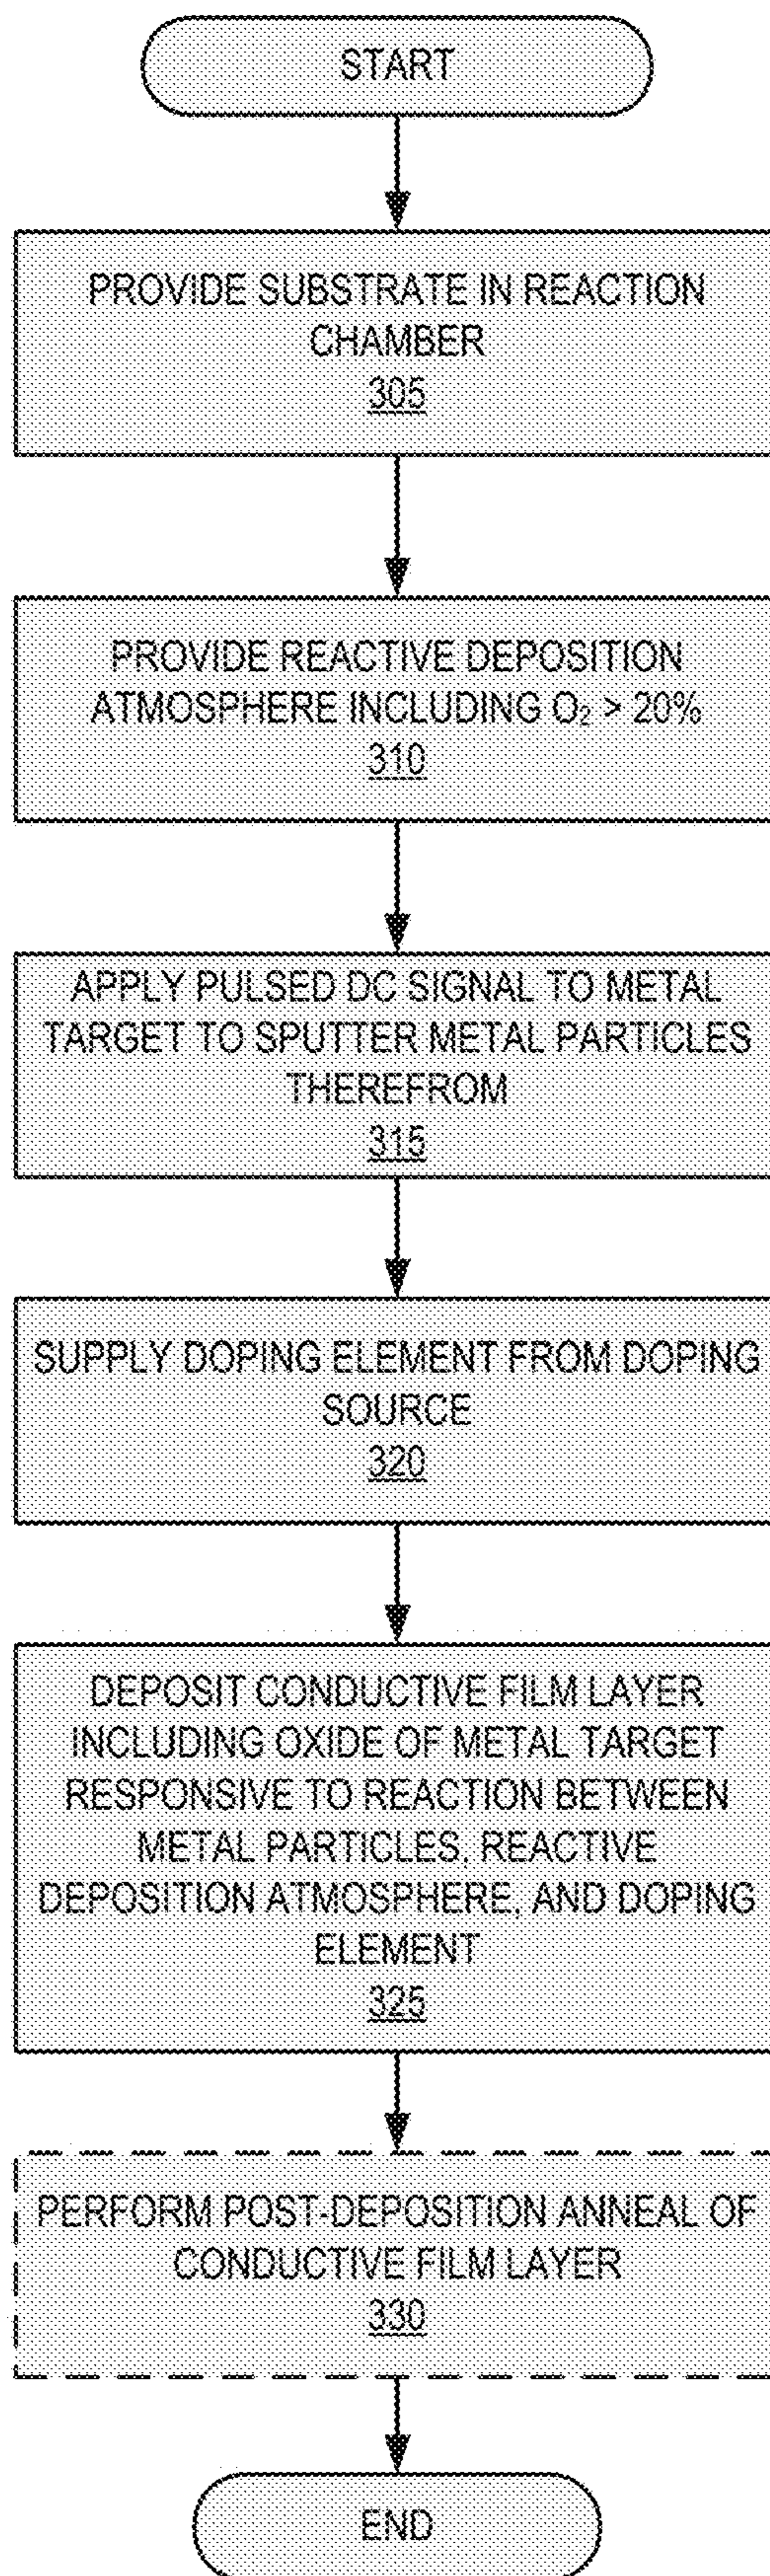 START
PROVIDE SUBSTRATE IN REACTION
CHAMBER
305
PROVIDE REACTIVE DEPOSITION
ATMOSPHERE INCLUDING O₂ > 20%
310
APPLY PULSED DC SIGNAL TO METAL
TARGET TO SPUTTER METAL PARTICLES
THEREFROM
315
SUPPLY DOPING ELEMENT FROM DOPING
SOURCE
320
DEPOSIT CONDUCTIVE FILM LAYER
INCLUDING OXIDE OF METAL TARGET
RESPONSIVE TO REACTION BETWEEN
METAL PARTICLES, REACTIVE
DEPOSITION ATMOSPHERE, AND DOPING
ELEMENT
325
PERFORM POST-DEPOSITION ANNEAL OF
CONDUCTIVE FILM LAYER
330
END